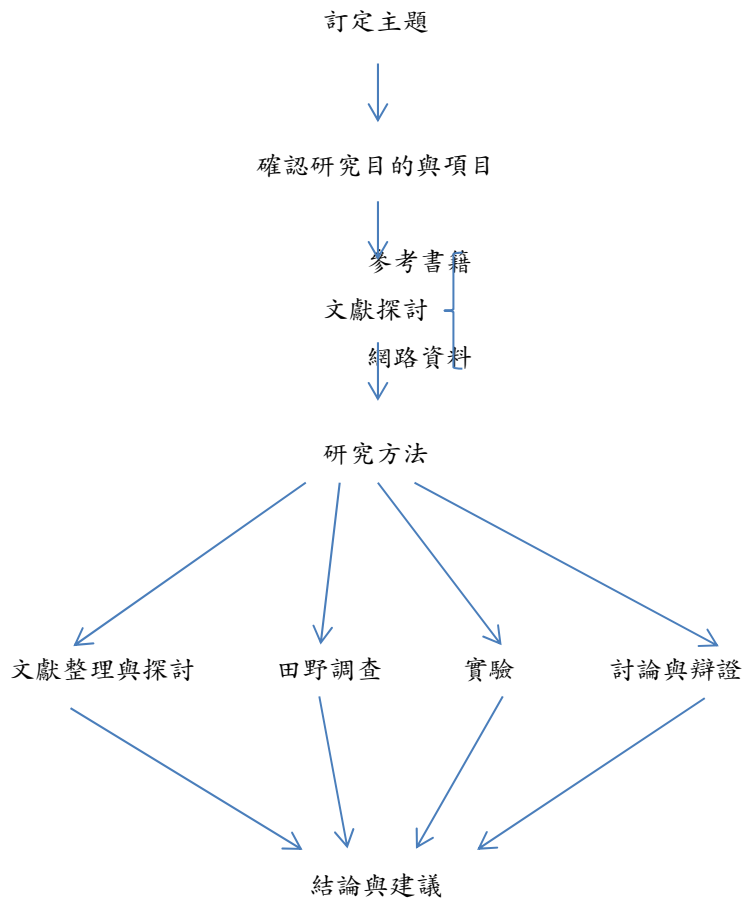 訂定主題
確認研究目的與項目
參考書籍
文獻探討
網路資料
研究方法
文獻整理與探討
田野調查
實驗
討論與辯證
結論與建議